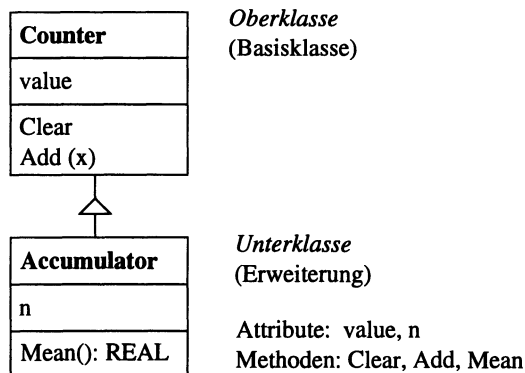 Counter
value
Clear
Add (x)
Oberklasse
(Basisklasse)
Accumulator
n
Mean(): REAL
Unterklasse
(Erweiterung)
Attribute: value, n
Methoden: Clear, Add, Mean